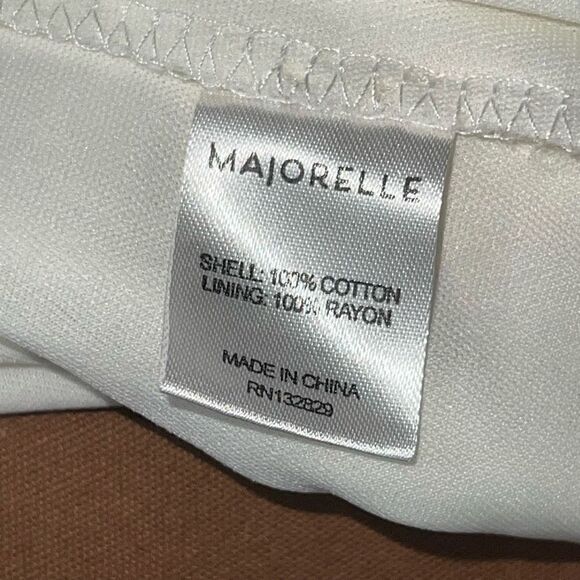 MAJORELLE
SHELL: 100% COTTON
LINING: 100% RAYON
MADE IN CHINA
RN132829